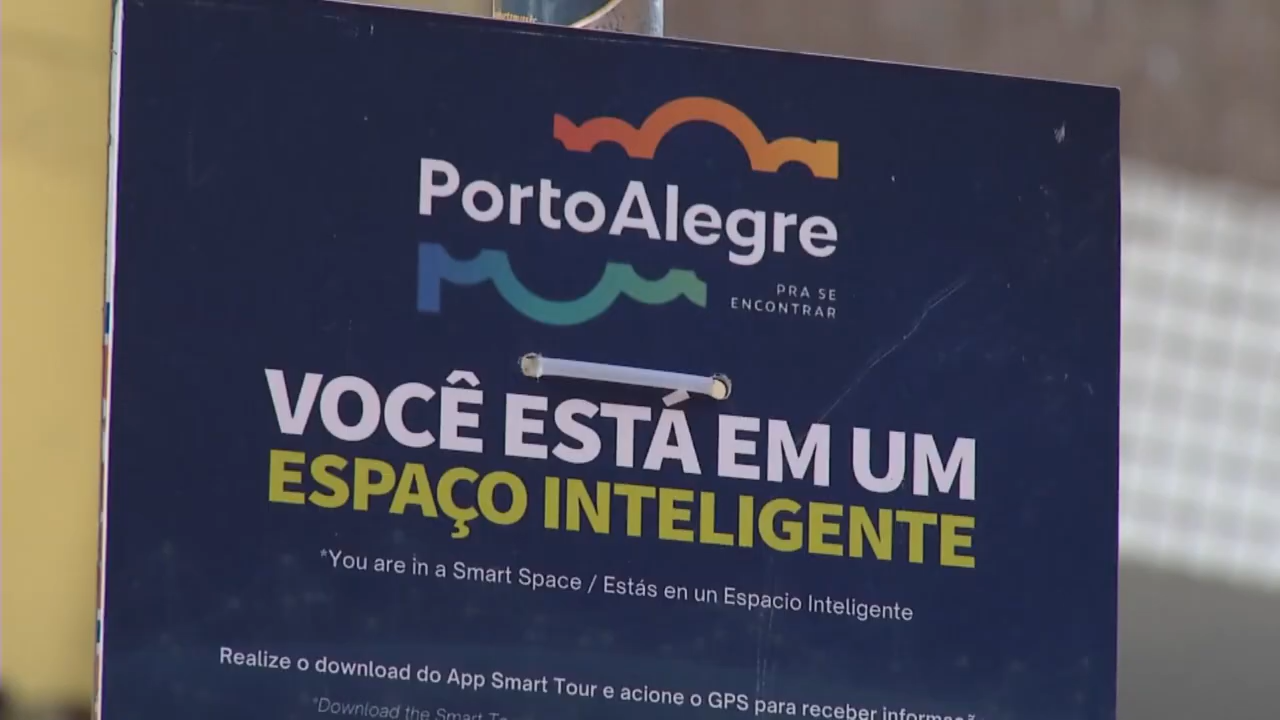 PortoAlegre
PRA SE
ENCONTRAR
VOCÊ ESTÁ EM UM
ESPAÇO INTELIGENTE
*You are in a Smart Space / Estás en un Espacio Inteligente
Realize o download do App Smart Tour e acione o GPS para receber
*Download the Smart